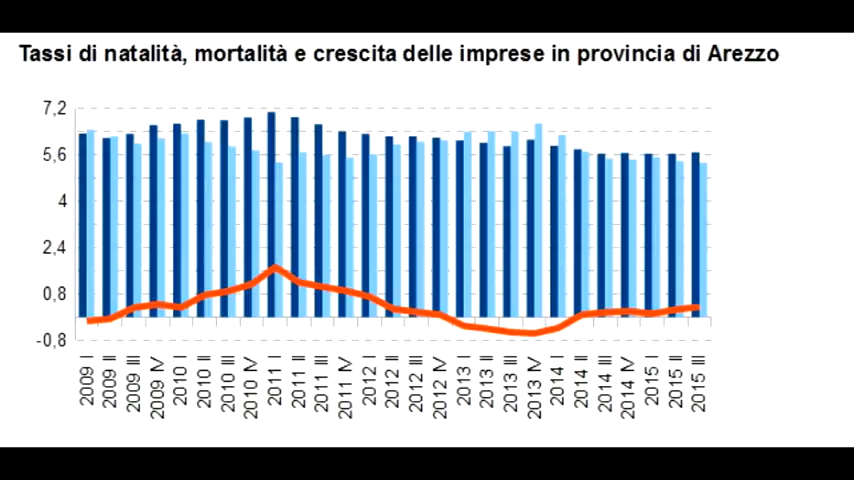 Tassi di natalità, mortalità e crescita delle imprese in provincia di Arezzo
7,2
5,6
4
2,4
0,8
-0,8
2009 I
2009 II
2009 III
2009 IV
2010 I
2010 II
2010 III
2010 IV
2011 I
2011 II
2011 III
2011 IV
2012 I
2012 II
2012 III
2012 IV
2013 I
2013 II
2013 III
2013 IV
2014 I
2014 II
2014 III
2014 IV
2015 I
2015 II
2015 III